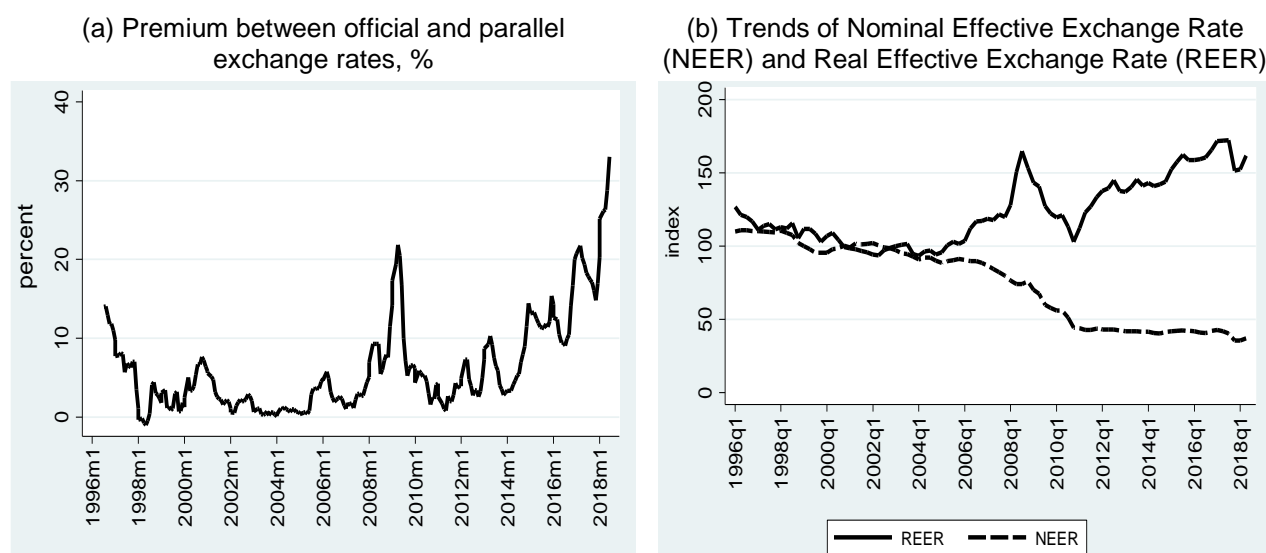 (a) Premium between official and parallel
exchange rates, %
percent
40
30
20
10
0
1996m1
1998m1
2000m1
2002m1
2004m1
2006m1
2008m1
2010m1
2012m1
2014m1
2016m1
2018m1
(b) Trends of Nominal Effective Exchange Rate
(NEER) and Real Effective Exchange Rate (REER)
index
200
150
100
50
0
1996q1
1998q1
2000q1
2002q1
2004q1
2006q1
2008q1
2010q1
2012q1
2014q1
2016q1
2018q1
REER NEER